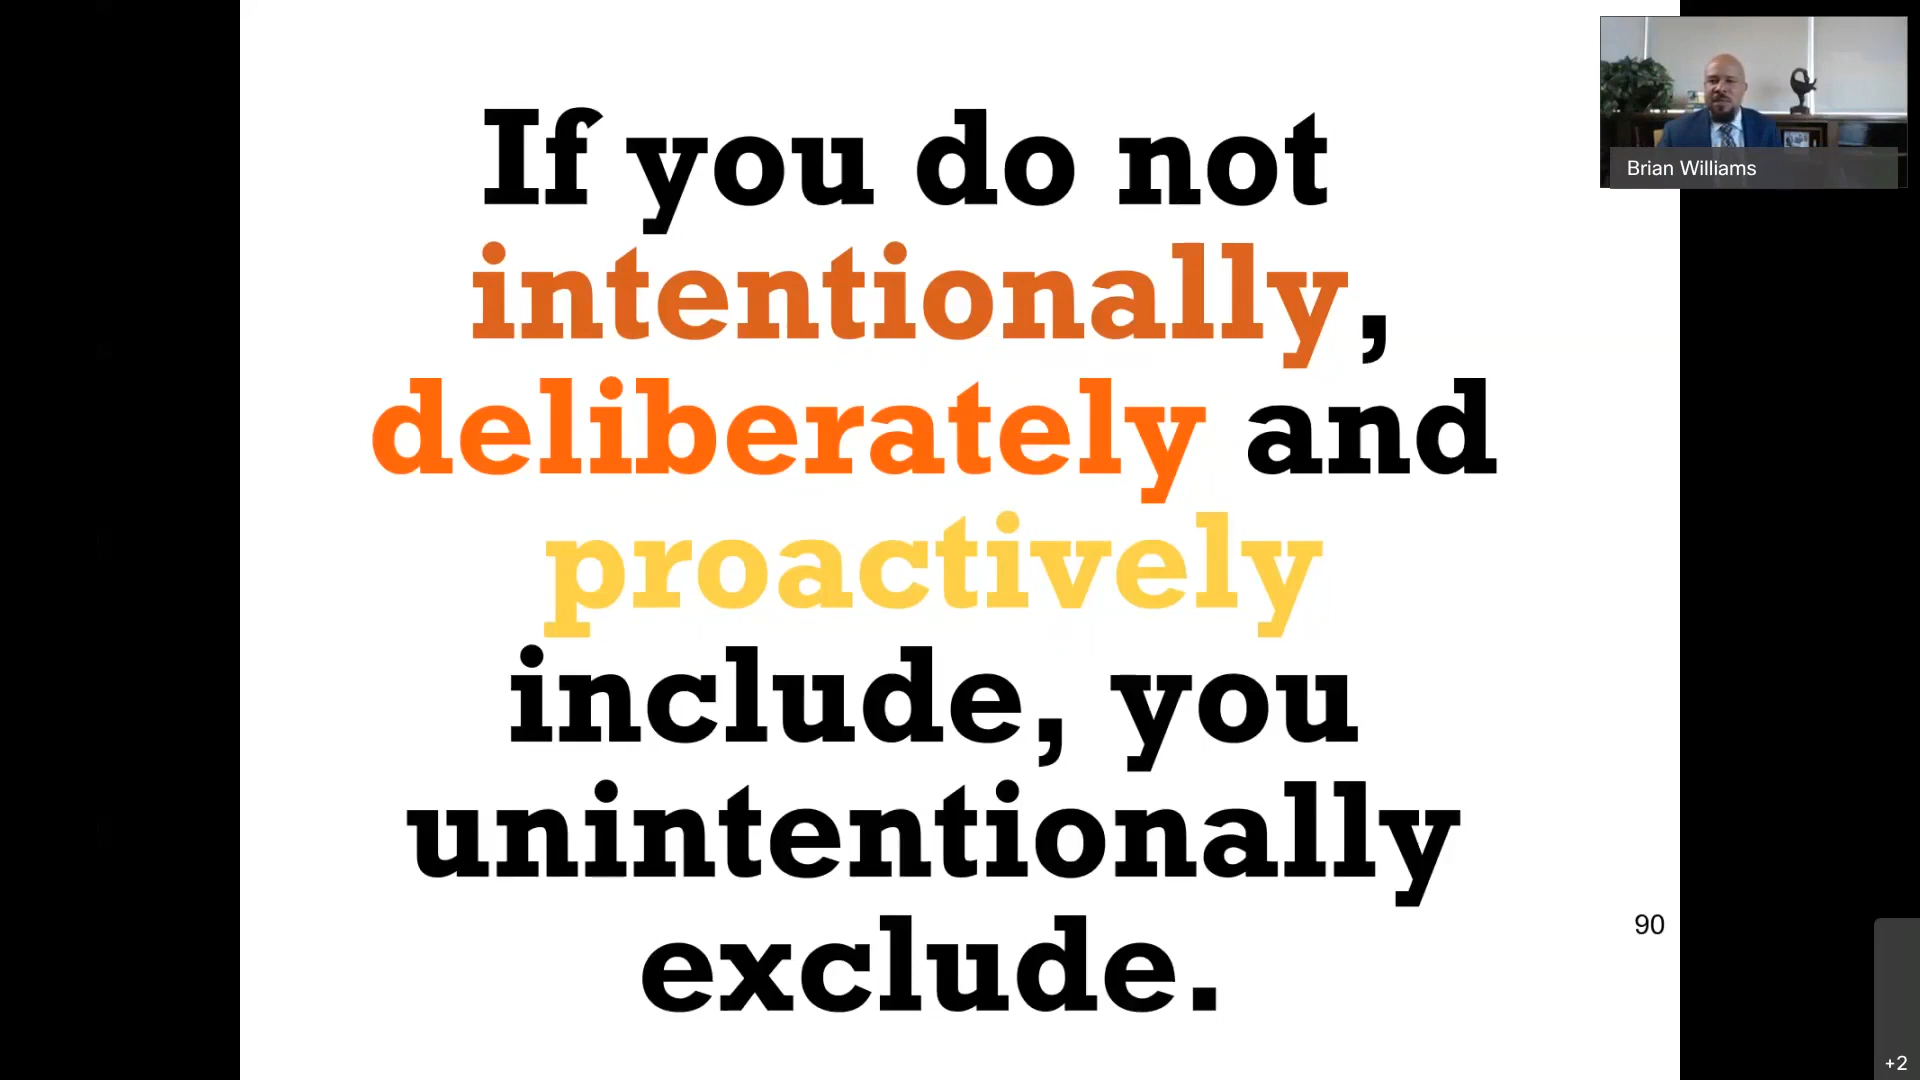 If you do not
intentionally,
deliberately and
proactively
include, you
unintentionally
exclude.
Brian Williams
90
+2